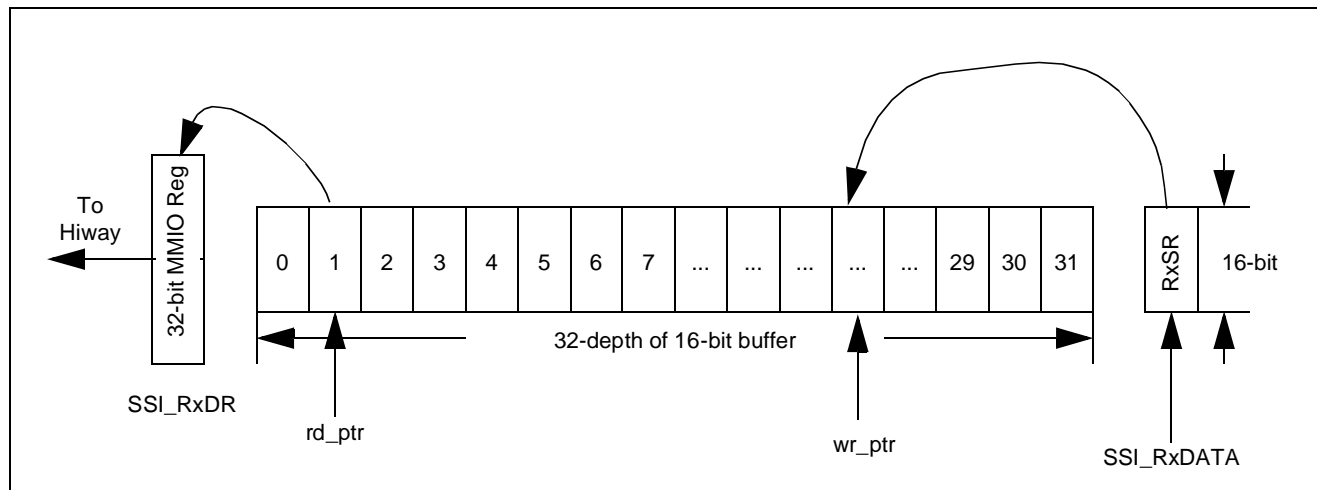 To
Hiway
32-bit MMIO Reg
SSI_RxDR
0 1 2 3 4 5 6 7 ... ... ... ... ... 29 30 31
32-depth of 16-bit buffer
rd_ptr
wr_ptr
RxSR
16-bit
SSI_RxDATA